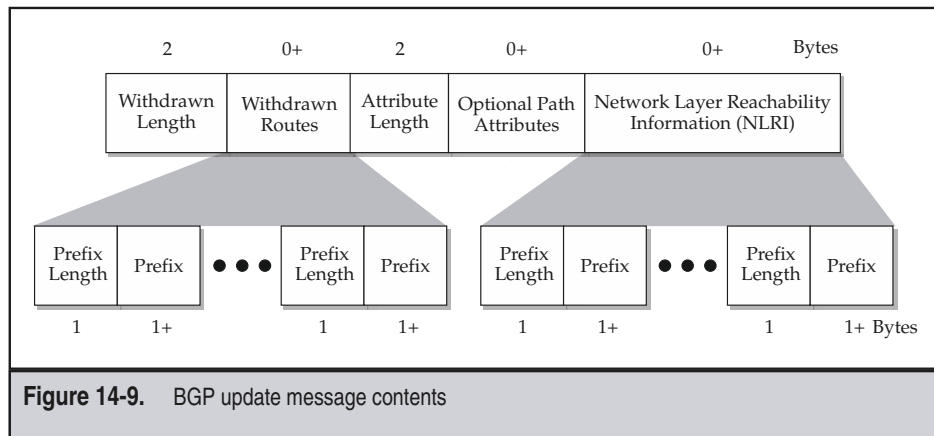 2 0+ 2 0+ 0+ Bytes
Withdrawn Length
Withdrawn Routes
Attribute Length
Optional Path Attributes
Network Layer Reachability Information (NLRI)
Prefix Length
Prefix
Prefix Length
Prefix
Prefix Length
Prefix
Prefix Length
Prefix
1 1+ 1 1+ 1 1+ 1 1+ Bytes
Figure 14-9. BGP update message contents